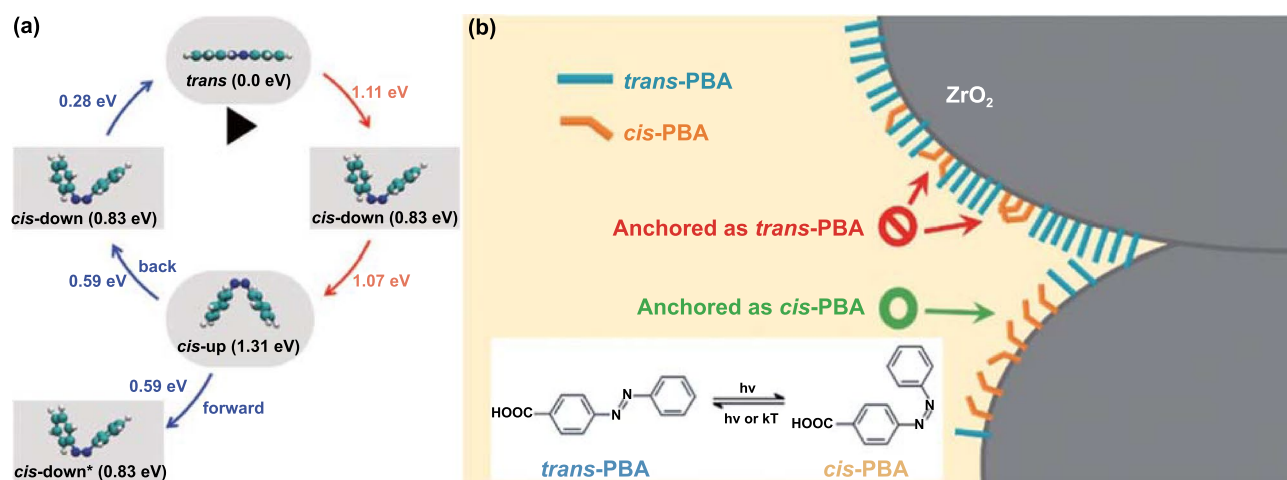 (a)
trans (0.0 eV)
0.28 eV
1.11 eV
cis-down (0.83 eV)
cis-down (0.83 eV)
back
0.59 eV
1.07 eV
cis-up (1.31 eV)
0.59 eV
forward
cis-down* (0.83 eV)
(b)
trans-PBA
cis-PBA
ZrO₂
Anchored as trans-PBA
Anchored as cis-PBA
HOOC
N
N
hv
hv or kT
HOOC
N
N
trans-PBA
cis-PBA